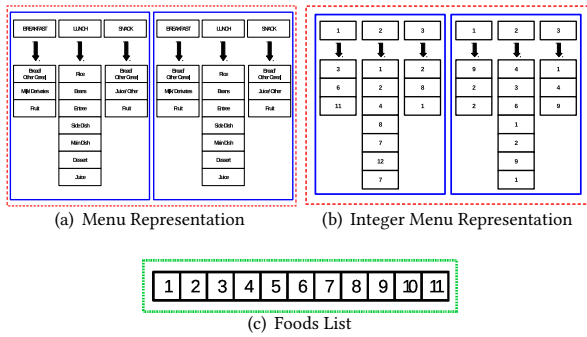 BREAKFAST LUNCH SNACK BREAKFAST LUNCH SNACK
Bread/ Rice Bread/ Bread/ Rice Bread/
Other Cereal Other Cereal Other Cereal Other Cereal
Milk/Derivates Beans Juice/Other Milk/Derivates Beans Juice/Other
Fruit Entree Fruit Fruit Entree Fruit
Side Dish Side Dish
Main Dish Main Dish
Dessert Dessert
Juice Juice
(a) Menu Representation
1 2 3 1 2 3
3 1 2 9 4 1
6 2 8 2 3 4
11 4 1 2 6 9
8 1
7 2
12 9
7 1
(b) Integer Menu Representation
1 2 3 4 5 6 7 8 9 10 11
(c) Foods List